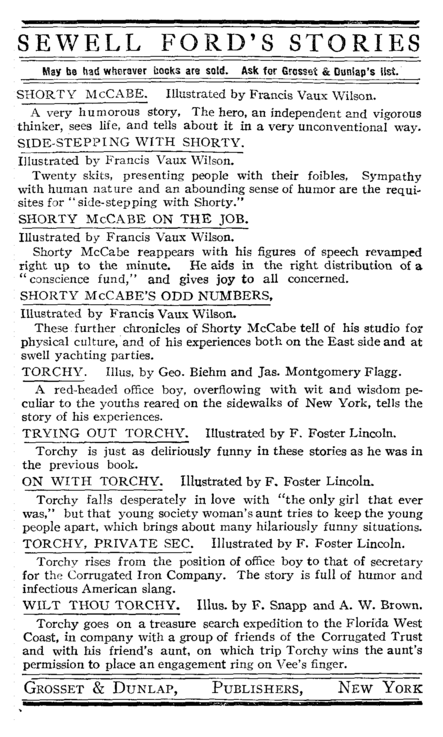 SEWELL FORD'S STORIES
May be had wherever books are sold. Ask for Grosset & Dunlap's list.
SHORTY McCABE. Illustrated by Francis Vaux Wilson.
A very humorous story, The hero, an independent and vigorous
thinker, sees life, and tells about it in a very unconventional way.
SIDE-STEPPING WITH SHORTY.
Illustrated by Francis Vaux Wilson.
Twenty skits, presenting people with their foibles, Sympathy
with human nature and an abounding sense of humor are the requi-
sites for "side-stepping with Shorty."
SHORTY McCABE ON THE JOB.
Illustrated by Francis Vaux Wilson.
Shorty McCabe reappears with his figures of speech revamped
right up to the minute. He aids in the right distribution of a
"conscience fund," and gives joy to all concerned.
SHORTY McCABE'S ODD NUMBERS,
Illustrated by Francis Vaux Wilson.
These further chronicles of Shorty McCabe tell of his studio for
physical culture, and of his experiences both on the East side and at
swell yachting parties.
TORCHY. Illus, by Geo. Biehm and Jas. Montgomery Flagg.
A red-headed office boy, overflowing with wit and wisdom pe-
culiar to the youths reared on the sidewalks of New York, tells the
story of his experiences.
TRYING OUT TORCHY. Illustrated by F. Foster Lincoln.
Torchy is just as deliriously funny in these stories as he was in
the previous book.
ON WITH TORCHY. Illustrated by F. Foster Lincoln.
Torchy falls desperately in love with "the only girl that ever
was," but that young society woman's aunt tries to keep the young
people apart, which brings about many hilariously funny situations.
TORCHY, PRIVATE SEC. Illustrated by F. Foster Lincoln.
Torchy rises from the position of office boy to that of secretary
for the Corrugated Iron Company. The story is full of humor and
infectious American slang.
WILT THOU TORCHY. Illus. by F. Snapp and A. W. Brown.
Torchy goes on a treasure search expedition to the Florida West
Coast, in company with a group of friends of the Corrugated Trust
and with his friend's aunt, on which trip Torchy wins the aunt's
permission to place an engagement ring on Vee's finger.
GROSSET & DUNLAP, PUBLISHERS, NEW YORK